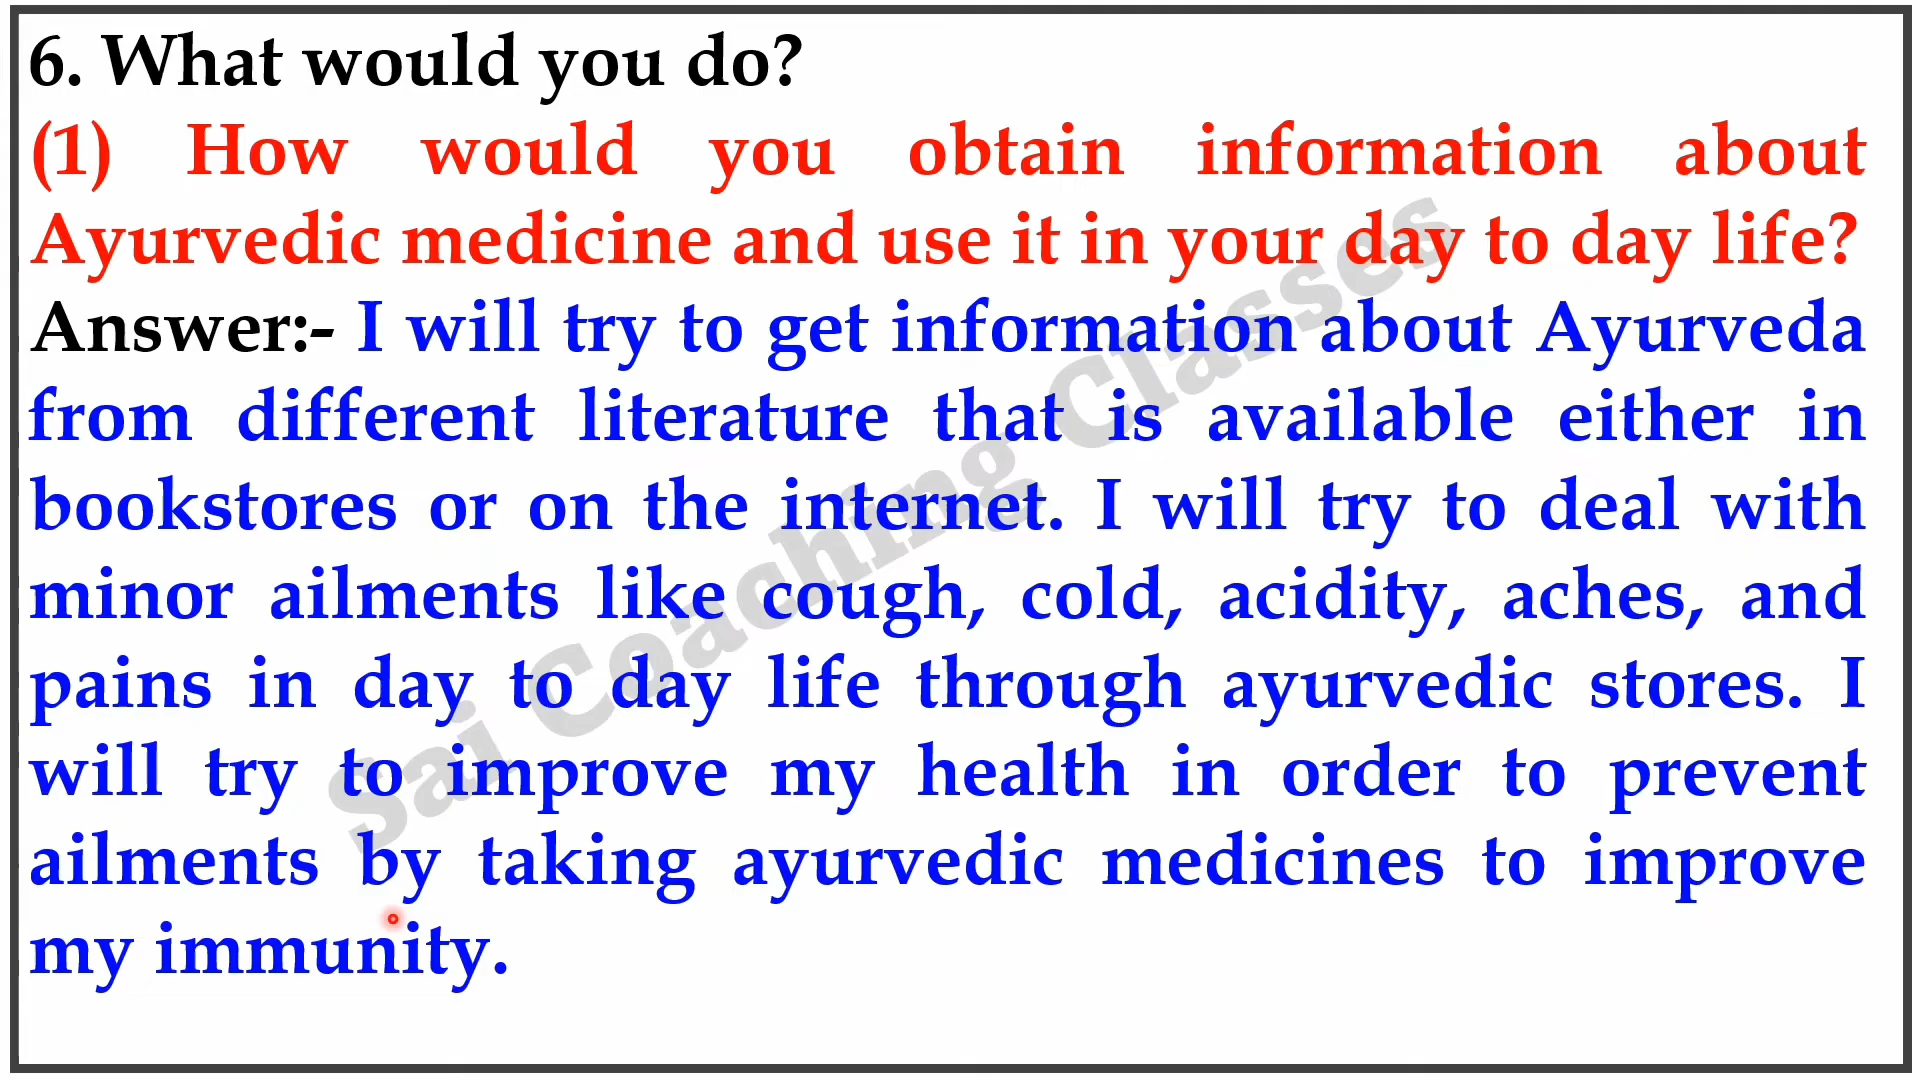 6. What would you do?
(1) How would you obtain information about
Ayurvedic medicine and use it in your day to day life?
Answer:- I will try to get information about Ayurveda
from different literature that is available either in
bookstores or on the internet. I will try to deal with
minor ailments like cough, cold, acidity, aches, and
pains in day to day life through ayurvedic stores. I
will try to improve my health in order to prevent
ailments by taking ayurvedic medicines to improve
my immunity.
Sai Coaching Classes